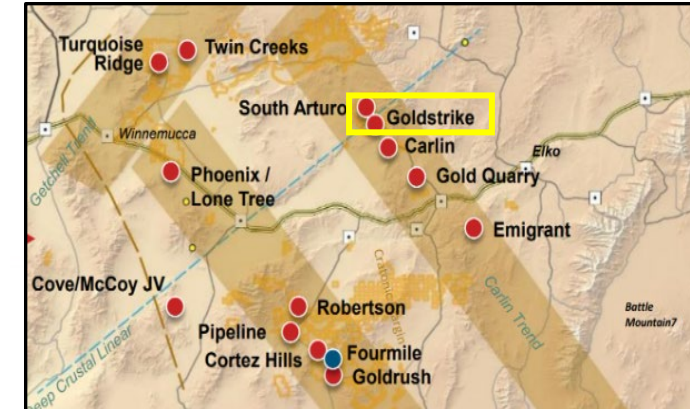 Turquoise
Ridge
Twin Creeks
South Arturo
Goldstrike
Winnemucca
Carlin
Elko
Getchell Trend
Phoenix /
Lone Tree
Gold Quarry
Emigrant
Cove/McCoy JV
Robertson
Carlin Trend
Battle
Mountain7
Pipeline
Cortez Hills
Fourmile
Goldrush
eep Crustal Linear